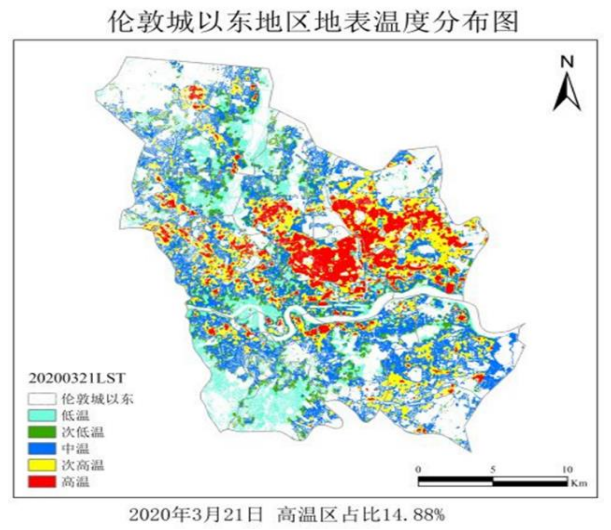 伦敦城以东地区地表温度分布图
N
20200321LST
伦敦城以东
低温
次低温
中温
次高温
高温
0 5 10
Km
2020年3月21日 高温区占比14.88%